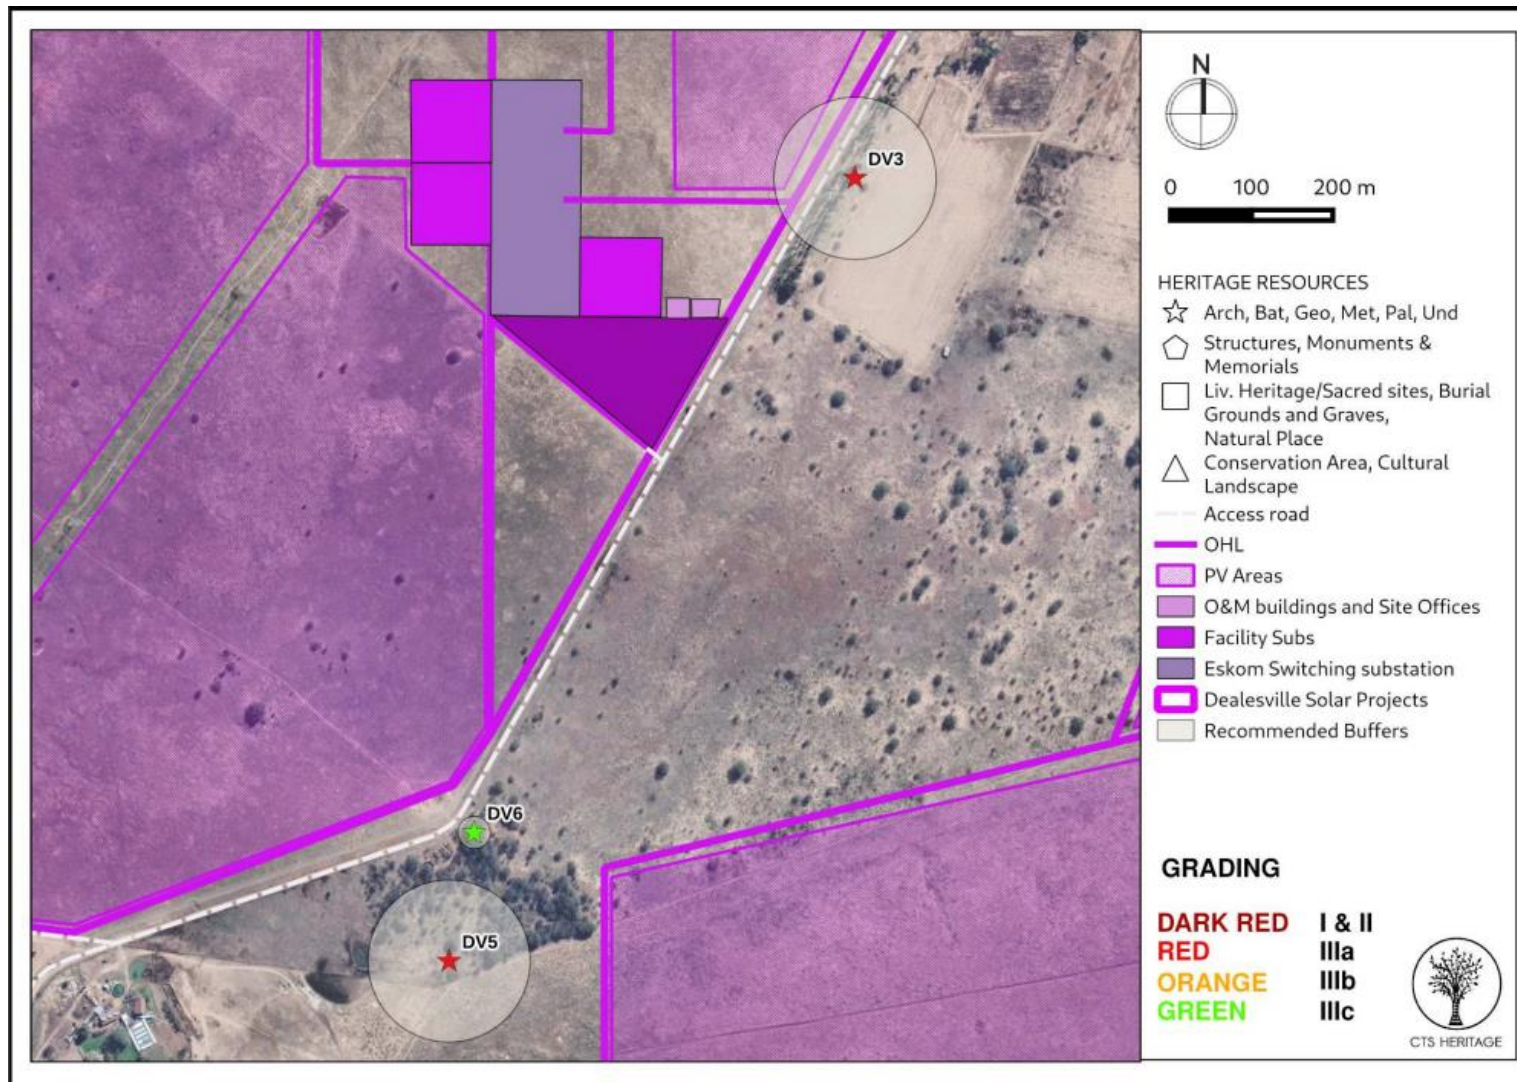 DV3
DV6
DV5
N
0 100 200 m
HERITAGE RESOURCES
Arch, Bat, Geo, Met, Pal, Und
Structures, Monuments &
Memorials
Liv. Heritage/Sacred sites, Burial
Grounds and Graves,
Natural Place
Conservation Area, Cultural
Landscape
Access road
OHL
PV Areas
O&M buildings and Site Offices
Facility Subs
Eskom Switching substation
Dealesville Solar Projects
Recommended Buffers
GRADING
DARK RED I & II
RED IIIa
ORANGE IIIb
GREEN IIIc
CTS HERITAGE